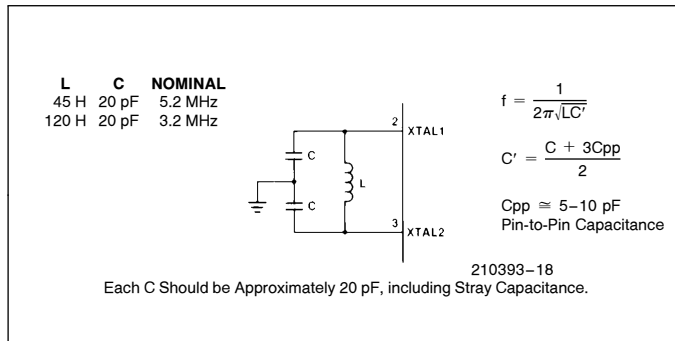 L C NOMINAL
45 H 20 pF 5.2 MHz
120 H 20 pF 3.2 MHz
2 XTAL1
C
L
C
3 XTAL2
f = 1 / 2π√LC′
C′ = C + 3Cpp / 2
Cpp ≅ 5–10 pF
Pin-to-Pin Capacitance
210393–18
Each C Should be Approximately 20 pF, including Stray Capacitance.